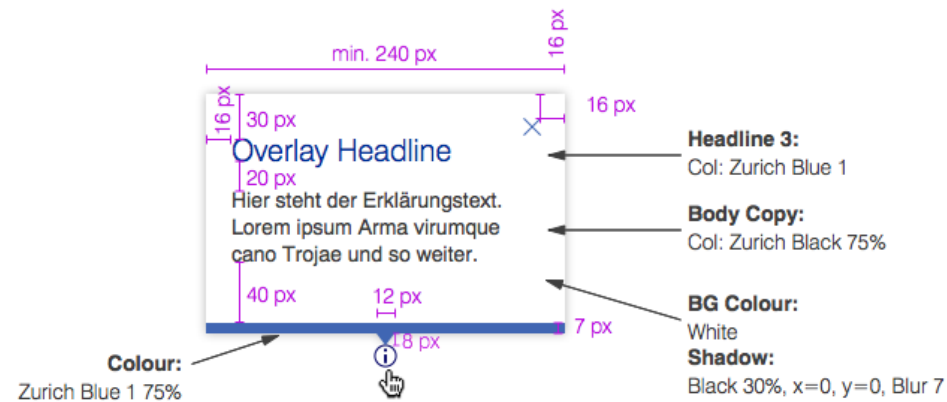 min. 240 px
16 px
16 px
16 px
30 px
Overlay Headline
20 px
Hier steht der Erklärungstext.
Lorem ipsum Arma virumque
cano Trojae und so weiter.
40 px
12 px
7 px
8 px
i
Headline 3:
Col: Zurich Blue 1
Body Copy:
Col: Zurich Black 75%
BG Colour:
White
Shadow:
Black 30%, x=0, y=0, Blur 7
Colour:
Zurich Blue 1 75%